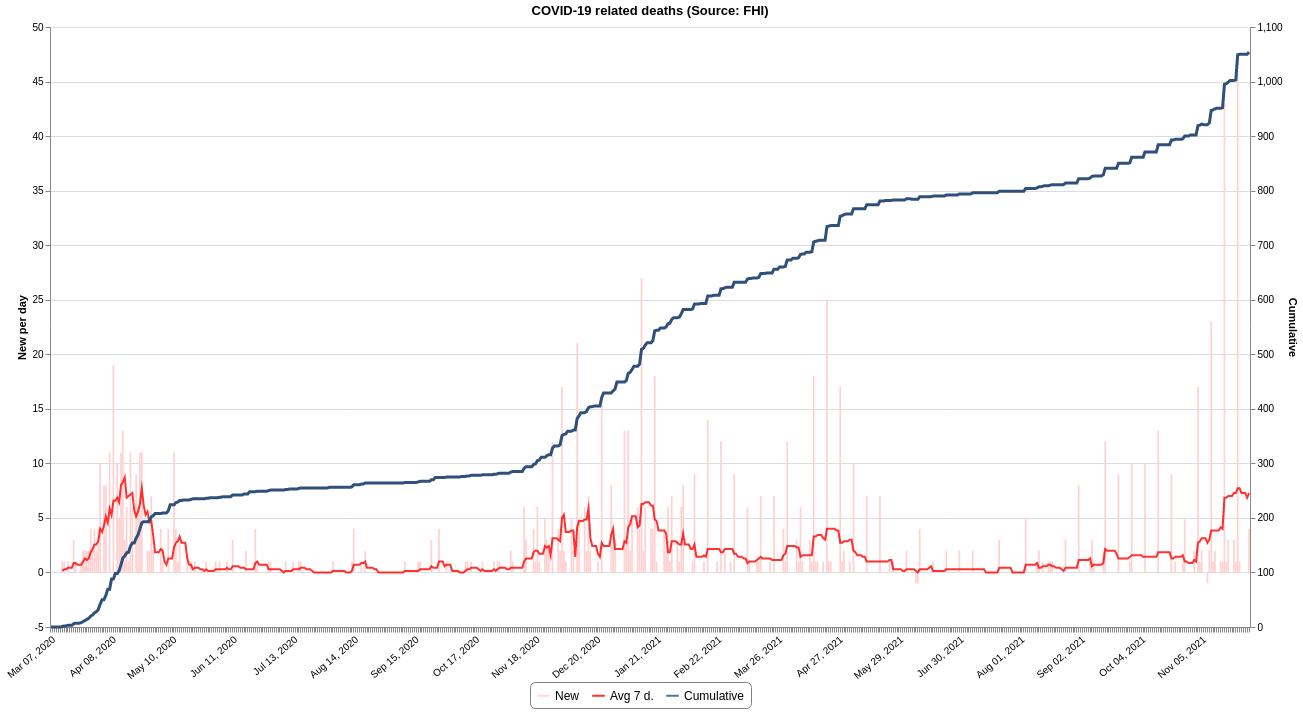 COVID-19 related deaths (Source: FHI)
50
45
40
35
30
25
20
15
10
5
0
-5
New per day
1,100
1,000
900
800
700
600
500
400
300
200
100
0
Cumulative
Mar 07, 2020
Apr 08, 2020
May 10, 2020
Jun 11, 2020
Jul 13, 2020
Aug 14, 2020
Sep 15, 2020
Oct 17, 2020
Nov 18, 2020
Dec 20, 2020
Jan 21, 2021
Feb 22, 2021
Mar 26, 2021
Apr 27, 2021
May 29, 2021
Jun 30, 2021
Aug 01, 2021
Sep 02, 2021
Oct 04, 2021
Nov 05, 2021
New Avg 7 d. Cumulative